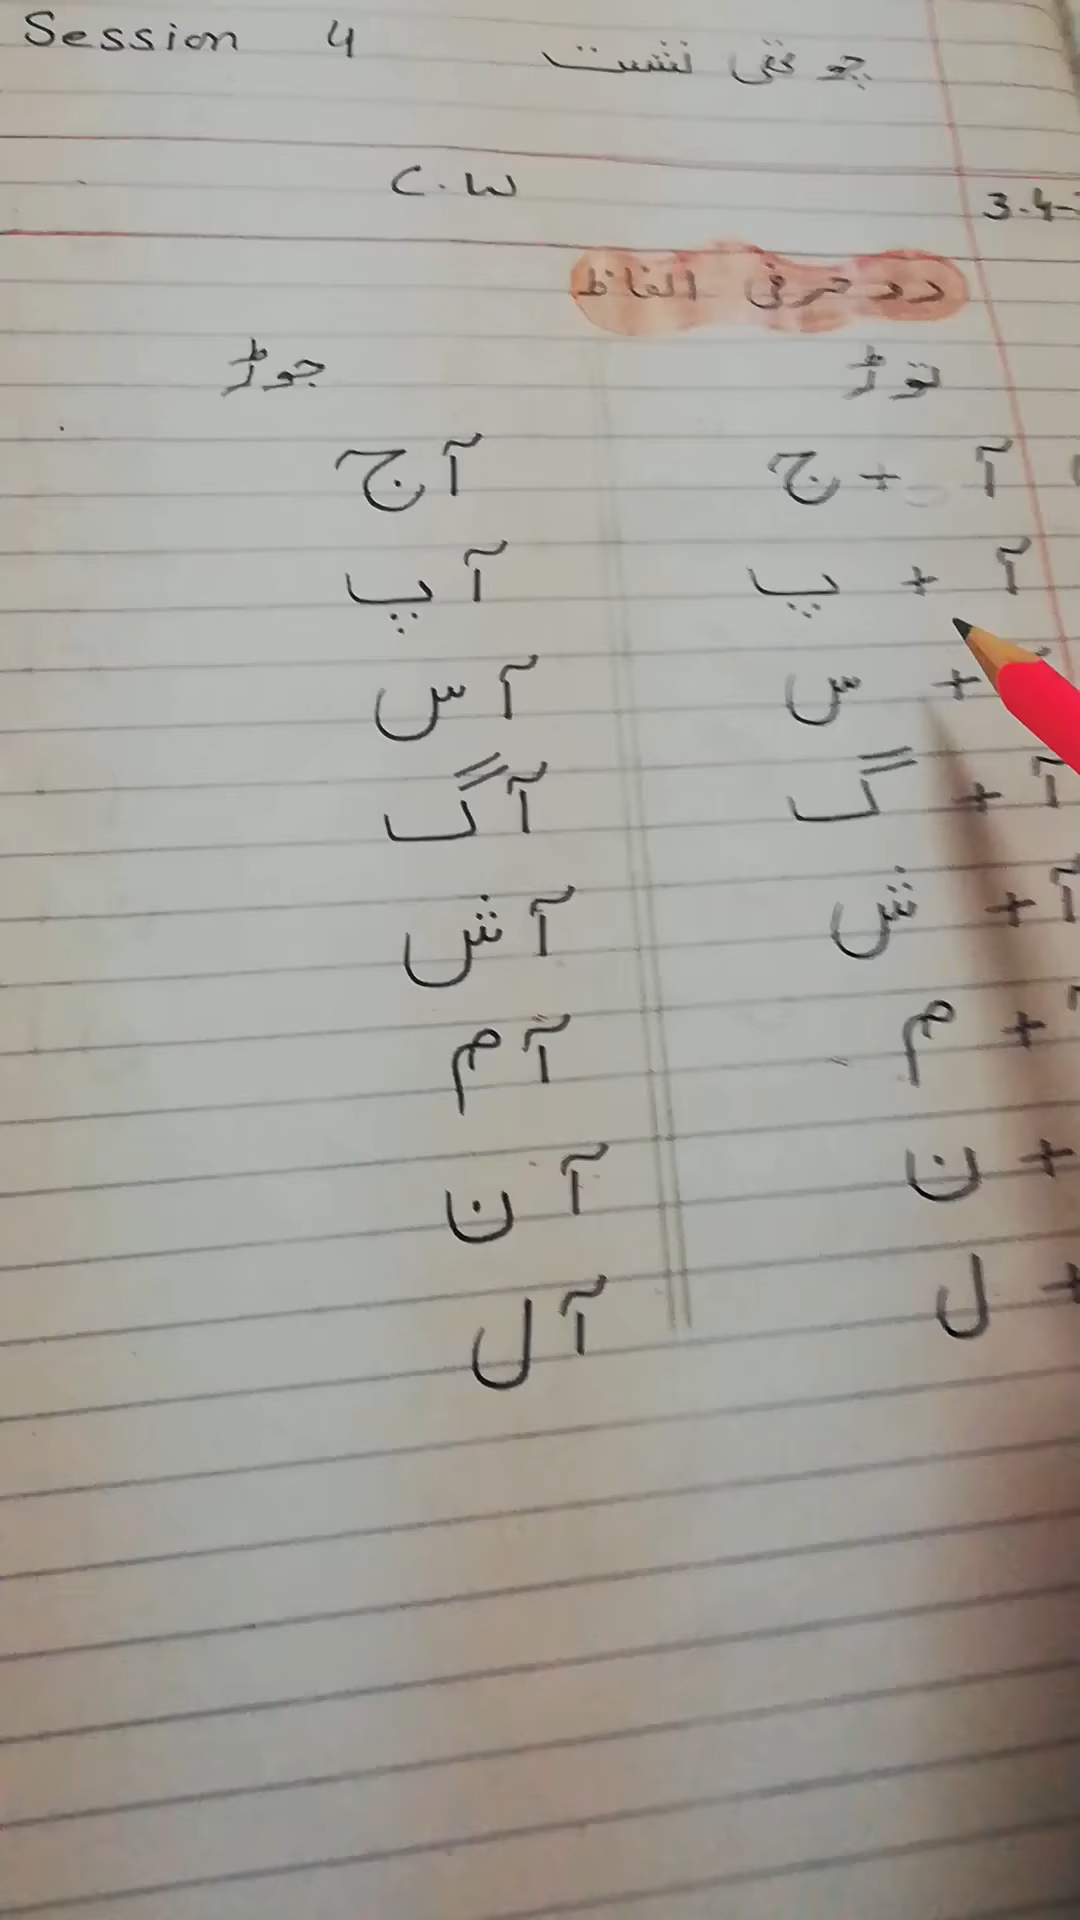 Session 4 چوتھی نشست
C.W
3.4-
دو حرفی الفاظ
توڑ جوڑ
آ + ج آج
آ + پ آپ
+ س آس
آ + گ آگ
آ + ش آش
+ م آم
+ ن آن
+ ل آل